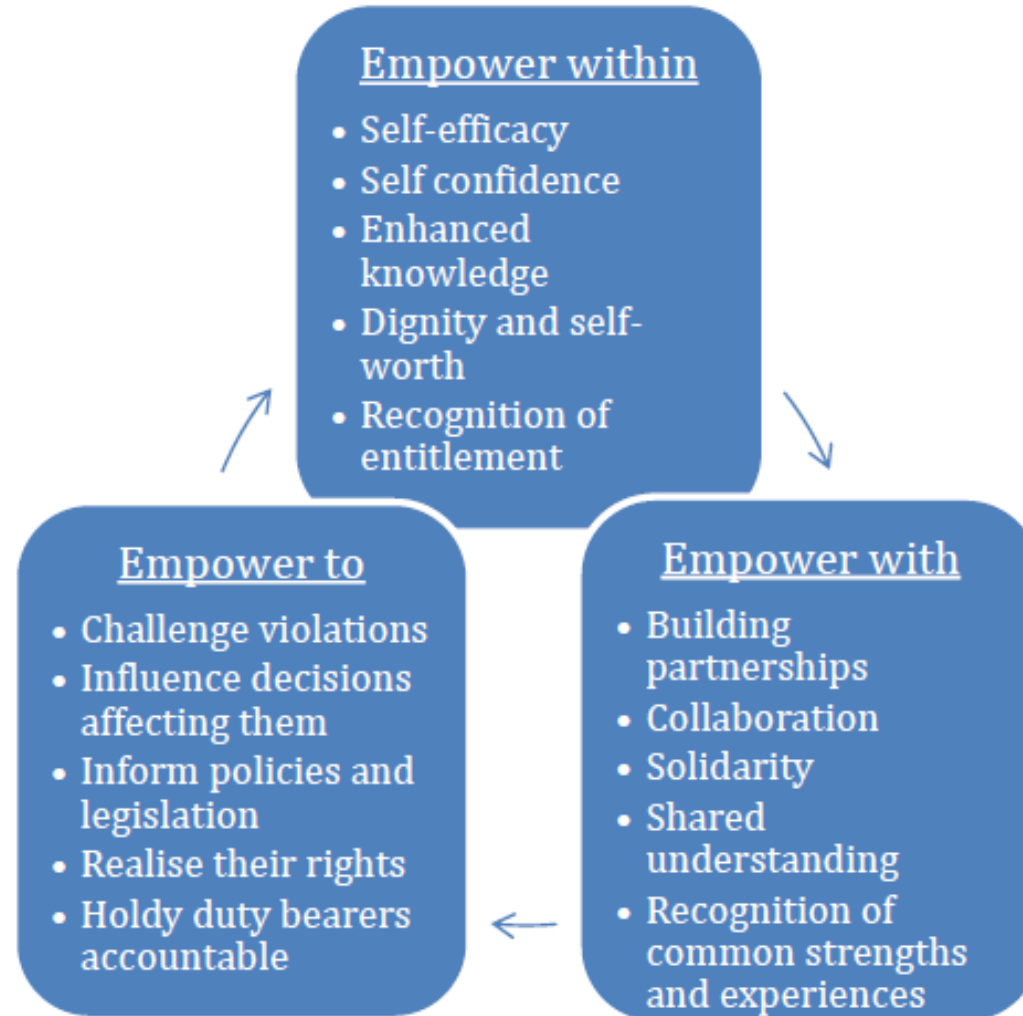 Empower within
• Self-efficacy
• Self confidence
• Enhanced
knowledge
• Dignity and self-
worth
• Recognition of
entitlement
Empower with
• Building
partnerships
• Collaboration
• Solidarity
• Shared
understanding
• Recognition of
common strengths
and experiences
Empower to
• Challenge violations
• Influence decisions
affecting them
• Inform policies and
legislation
• Realise their rights
• Holdy duty bearers
accountable